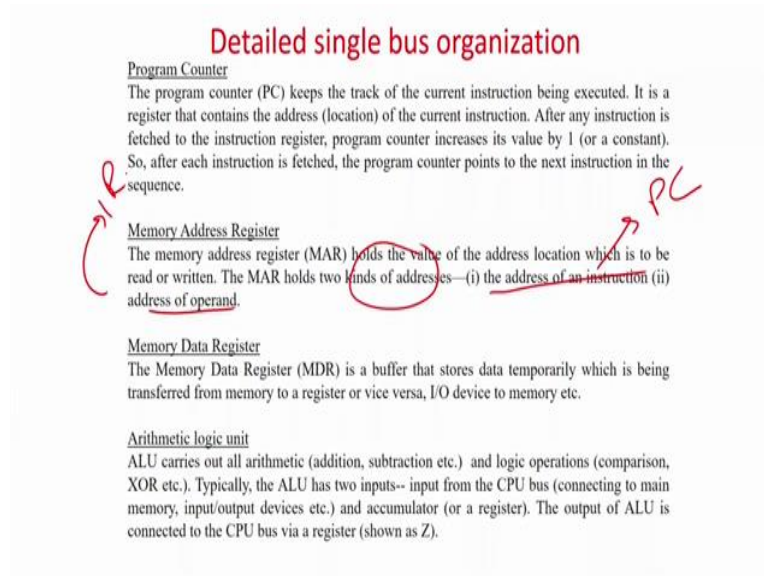 Detailed single bus organization
Program Counter
The program counter (PC) keeps the track of the current instruction being executed. It is a
register that contains the address (location) of the current instruction. After any instruction is
fetched to the instruction register, program counter increases its value by 1 (or a constant).
So, after each instruction is fetched, the program counter points to the next instruction in the
sequence.
IR
PC
Memory Address Register
The memory address register (MAR) holds the value of the address location which is to be
read or written. The MAR holds two kinds of addresses—(i) the address of an instruction (ii)
address of operand.
Memory Data Register
The Memory Data Register (MDR) is a buffer that stores data temporarily which is being
transferred from memory to a register or vice versa, I/O device to memory etc.
Arithmetic logic unit
ALU carries out all arithmetic (addition, subtraction etc.) and logic operations (comparison,
XOR etc.). Typically, the ALU has two inputs-- input from the CPU bus (connecting to main
memory, input/output devices etc.) and accumulator (or a register). The output of ALU is
connected to the CPU bus via a register (shown as Z).